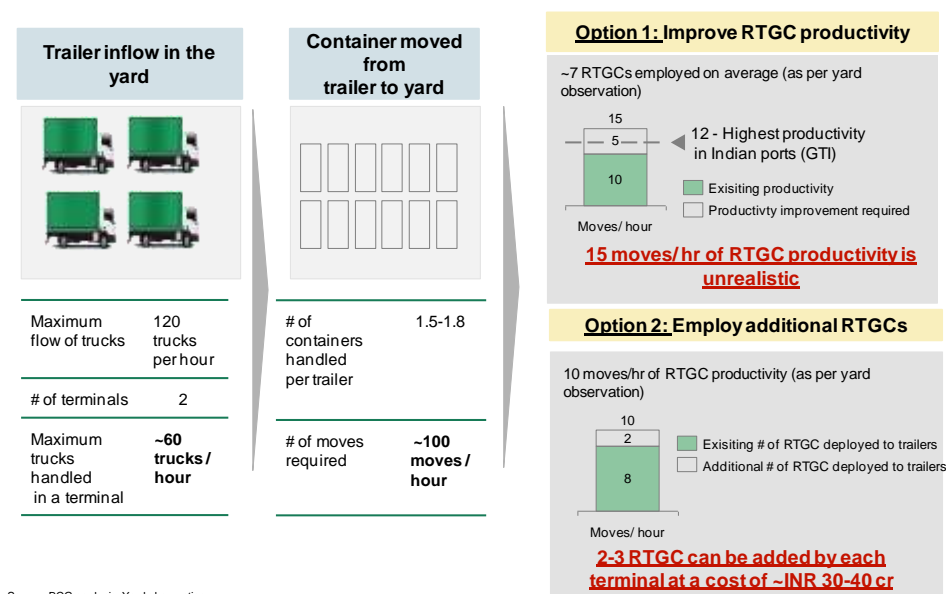 Trailer inflow in the
yard
Maximum
flow of trucks
120
trucks
per hour
# of terminals
2
Maximum
trucks
handled
in a terminal
~60
trucks/
hour
Container moved
from
trailer to yard
# of
containers
handled
per trailer
1.5-1.8
# of moves
required
~100
moves/
hour
Option 1: Improve RTGC productivity
~7 RTGCs employed on average (as per yard
observation)
15
5
10
Moves/ hour
12 - Highest productivity
in Indian ports (GTI)
Exisiting productivity
Productivty improvement required
15 moves/hr of RTGC productivity is
unrealistic
Option 2: Employ additional RTGCs
10 moves/hr of RTGC productivity (as per yard
observation)
10
2
8
Moves/ hour
Exisiting # of RTGC deployed to trailers
Additional # of RTGC deployed to trailers
2-3 RTGC can be added by each
terminal at a cost of ~INR 30-40 cr